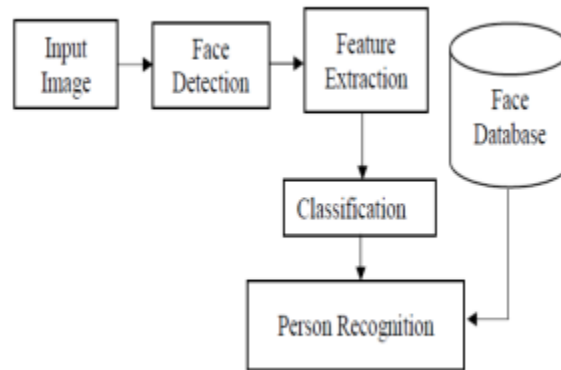 Input
Image
Face
Detection
Feature
Extraction
Face
Database
Classification
Person Recognition